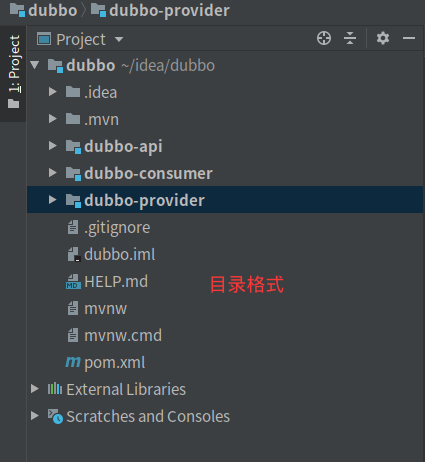 dubbo dubbo-provider
1: Project
Project
dubbo ~/idea/dubbo
.idea
.mvn
dubbo-api
dubbo-consumer
dubbo-provider
.gitignore
dubbo.iml
MD HELP.md 目录格式
mvnw
mvnw.cmd
m pom.xml
External Libraries
Scratches and Consoles